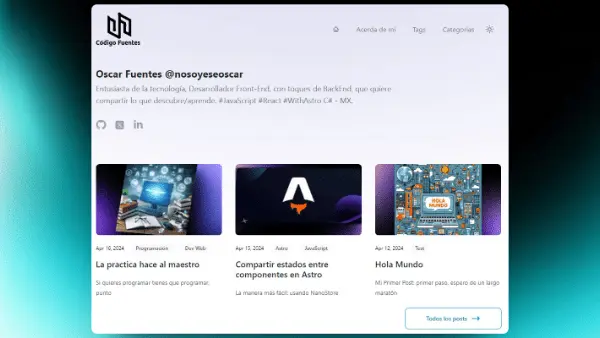 Código Fuentes
Acerda de mi
Tags
Categorias
Oscar Fuentes @nosoyeseoscar
Entusiasta de la tecnología, Desarrollador Front-End, con toques de BackEnd, que quiere
compartir lo que descubre/aprende. #JavaScript #React #WithAstro C# - MX,
HOLA
MUNDO
Apr 16, 2024 Programación Dev Web
La practica hace al maestro
Si quieres programar tienes que programar,
punto
Apr 13, 2024 Astro JavaScript
Compartir estados entre
componentes en Astro
La manera más fácil: usando NanoStore
Apr 12, 2024 Test
Hola Mundo
Mi Primer Post: primer paso, espero de un largo
maratón
Todos los posts